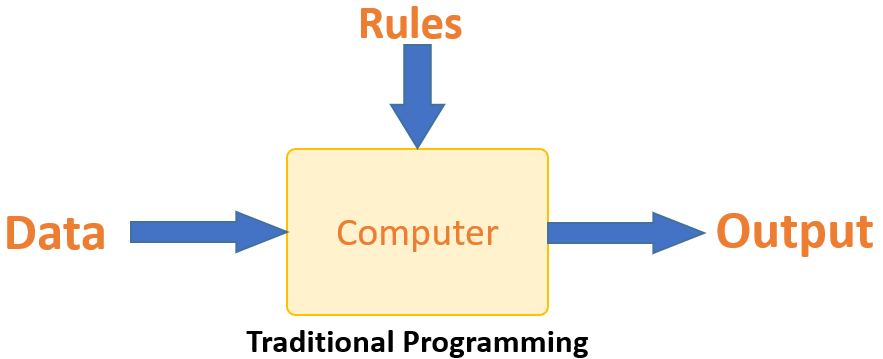 Rules
Data
Computer
Output
Traditional Programming